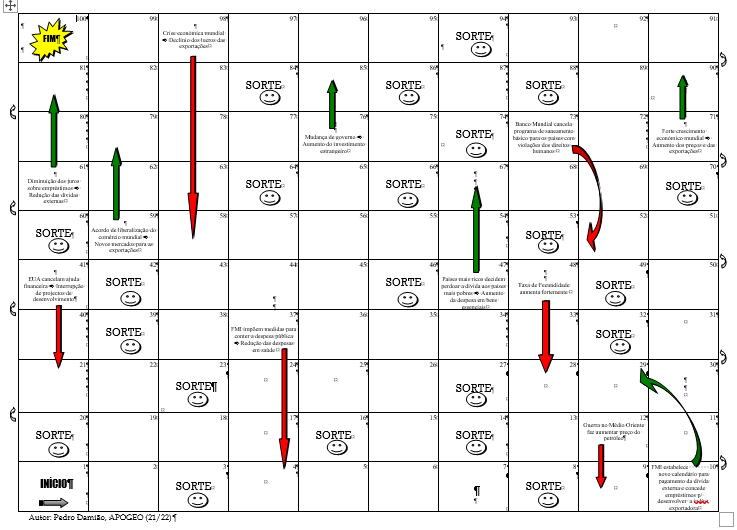 100 99 98 97 96 95 94 93 92 91
FIM
Crise económica mundial
Declínio dos lucros das
exportações
SORTE
81 82 83 84 85 86 87 88 89 90
SORTE
SORTE
SORTE
80 79 78 77 76 75 74 73 72 71
Mudança de governo
Aumento do investimento
estrangeiro
SORTE
Banco Mundial cancela
programa de saneamento
básico para os países com
violações dos direitos
humanos
Forte crescimento
económico mundial
Aumento dos preços e das
exportações
61 62 63 64 65 66 67 68 69 70
Diminuição dos juros
sobre empréstimos
Redução das dívidas
externas
SORTE
SORTE
SORTE
60 59 58 57 56 55 54 53 52 51
SORTE
Acordo de liberalização do
comércio mundial
Novos mercados para as
exportações
SORTE
SORTE
41 42 43 44 45 46 47 48 49 50
EUA cancelam ajuda
financeira Interrupção
de projectos de
desenvolvimento
SORTE
SORTE
Países mais ricos decidem
perdoar a dívida aos países
mais pobres Aumento
da despesa em bens
essenciais
Taxa de Fecundidade
aumenta fortemente
SORTE
40 39 38 37 36 35 34 33 32 31
SORTE
FMI impõem medidas para
conter a despesa pública
Redução das despesas
em saúde
SORTE
SORTE
21 22 23 24 25 26 27 28 29 30
SORTE
SORTE
20 19 18 17 16 15 14 13 12 11
SORTE
SORTE
Guerra no Médio Oriente
faz aumentar preço do
petróleo
1 2 3 4 5 6 7 8 9 10
INÍCIO
SORTE
FMI estabelece
novo calendário para
pagamento da dívida
externa e concede
empréstimos p/
desenvolver
exportadora
Autor: Pedro Damião, APOGEO (21/22)